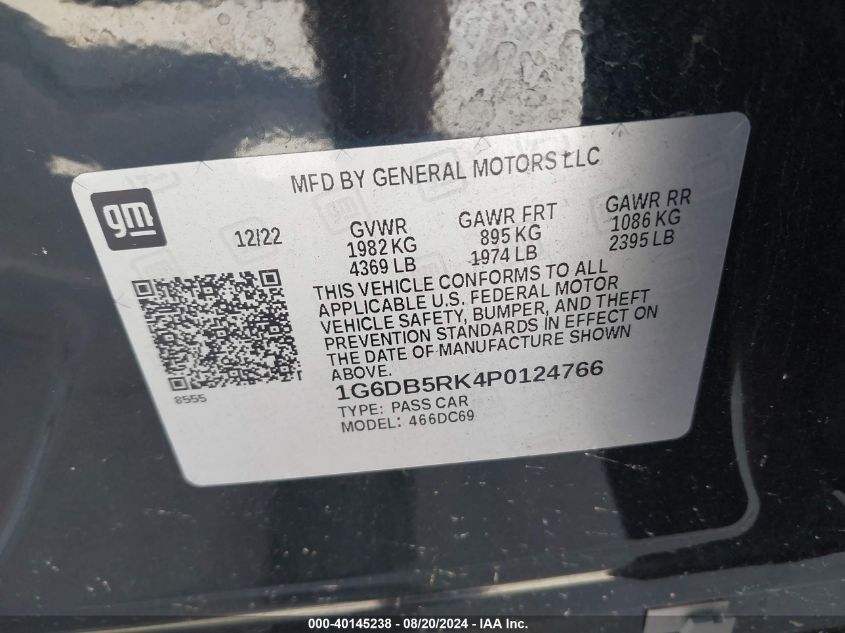 MFD BY GENERAL MOTORS LLC
gm
12/22
GVWR
1982 KG
4369 LB
GAWR FRT
895 KG
1974 LB
GAWR RR
1086 KG
2395 LB
THIS VEHICLE CONFORMS TO ALL
APPLICABLE U.S. FEDERAL MOTOR
VEHICLE SAFETY, BUMPER, AND THEFT
PREVENTION STANDARDS IN EFFECT ON
THE DATE OF MANUFACTURE SHOWN
ABOVE.
8555
1G6DB5RK4P0124766
TYPE: PASS CAR
MODEL: 466DC69
000-40145238 - 08/20/2024 - IAA Inc.